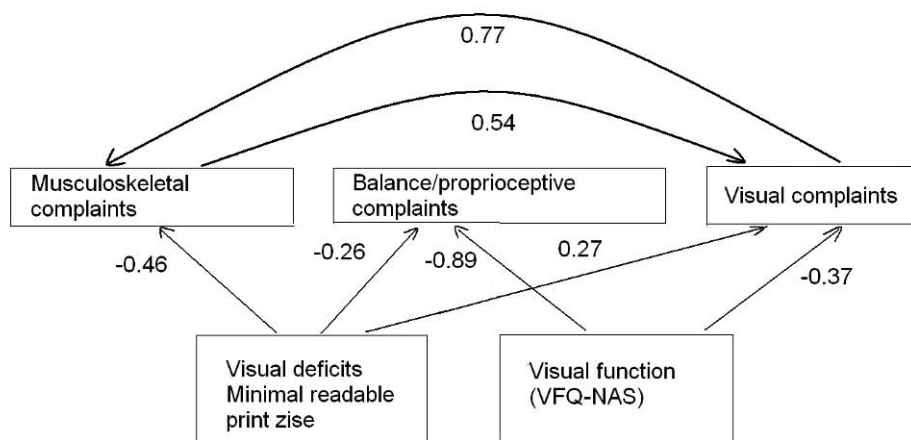 0.77
0.54
Musculoskeletal
complaints
Balance/proprioceptive
complaints
Visual complaints
-0.46
-0.26
-0.89
0.27
-0.37
Visual deficits
Minimal readable
print zise
Visual function
(VFQ-NAS)